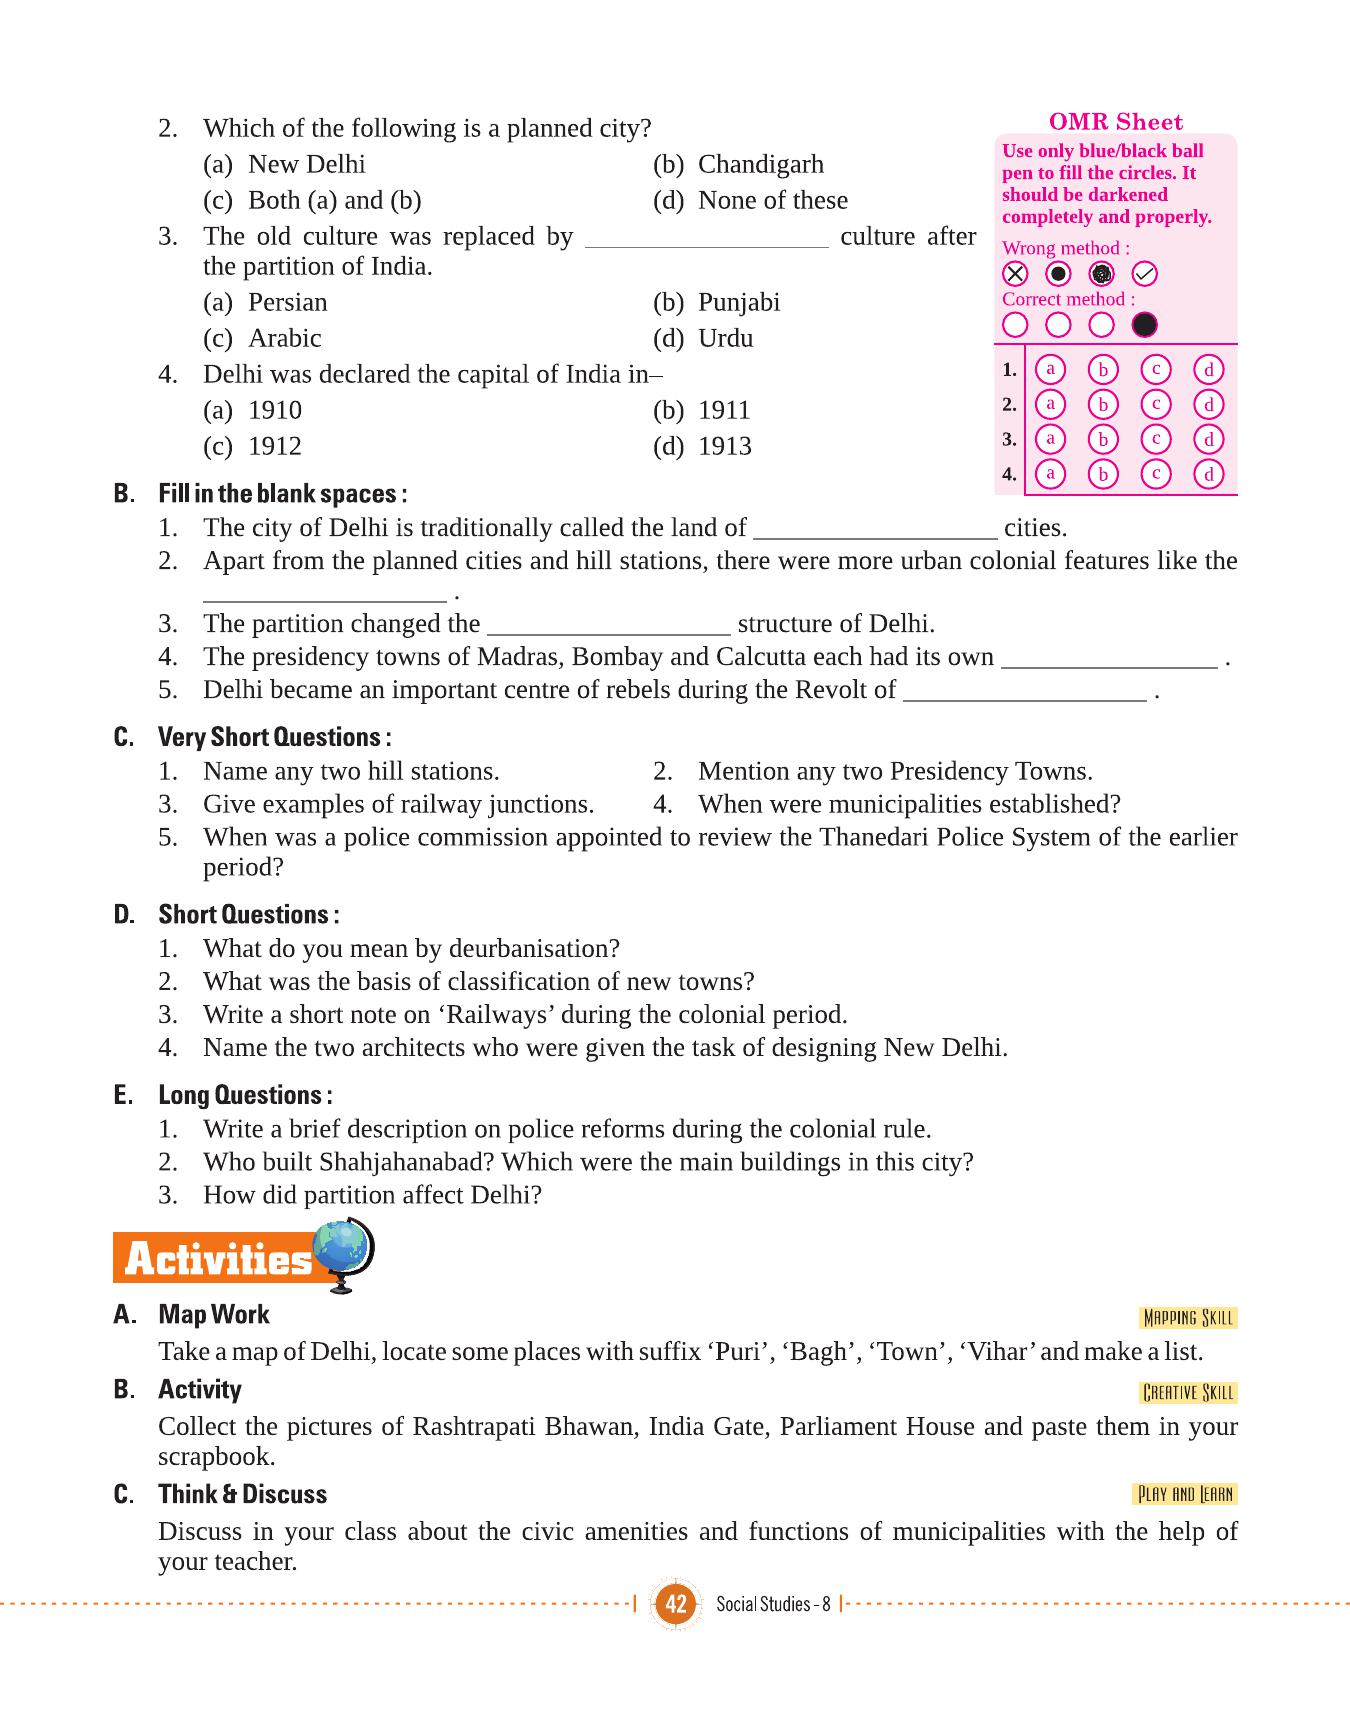 2. Which of the following is a planned city?
(a) New Delhi (b) Chandigarh
(c) Both (a) and (b) (d) None of these
3. The old culture was replaced by __________________ culture after
the partition of India.
(a) Persian (b) Punjabi
(c) Arabic (d) Urdu
4. Delhi was declared the capital of India in–
(a) 1910 (b) 1911
(c) 1912 (d) 1913
OMR Sheet
Use only blue/black ball
pen to fill the circles. It
should be darkened
completely and properly.
Wrong method :
Correct method :
1. a b c d
2. a b c d
3. a b c d
4. a b c d
B. Fill in the blank spaces :
1. The city of Delhi is traditionally called the land of __________________ cities.
2. Apart from the planned cities and hill stations, there were more urban colonial features like the
__________________ .
3. The partition changed the __________________ structure of Delhi.
4. The presidency towns of Madras, Bombay and Calcutta each had its own ________________ .
5. Delhi became an important centre of rebels during the Revolt of __________________ .
C. Very Short Questions :
1. Name any two hill stations. 2. Mention any two Presidency Towns.
3. Give examples of railway junctions. 4. When were municipalities established?
5. When was a police commission appointed to review the Thanedari Police System of the earlier
period?
D. Short Questions :
1. What do you mean by deurbanisation?
2. What was the basis of classification of new towns?
3. Write a short note on ‘Railways’ during the colonial period.
4. Name the two architects who were given the task of designing New Delhi.
E. Long Questions :
1. Write a brief description on police reforms during the colonial rule.
2. Who built Shahjahanabad? Which were the main buildings in this city?
3. How did partition affect Delhi?
Activities
A. Map Work Mapping Skill
Take a map of Delhi, locate some places with suffix ‘Puri’, ‘Bagh’, ‘Town’, ‘Vihar’ and make a list.
B. Activity Creative Skill
Collect the pictures of Rashtrapati Bhawan, India Gate, Parliament House and paste them in your
scrapbook.
C. Think & Discuss Play and Learn
Discuss in your class about the civic amenities and functions of municipalities with the help of
your teacher.
42 Social Studies - 8